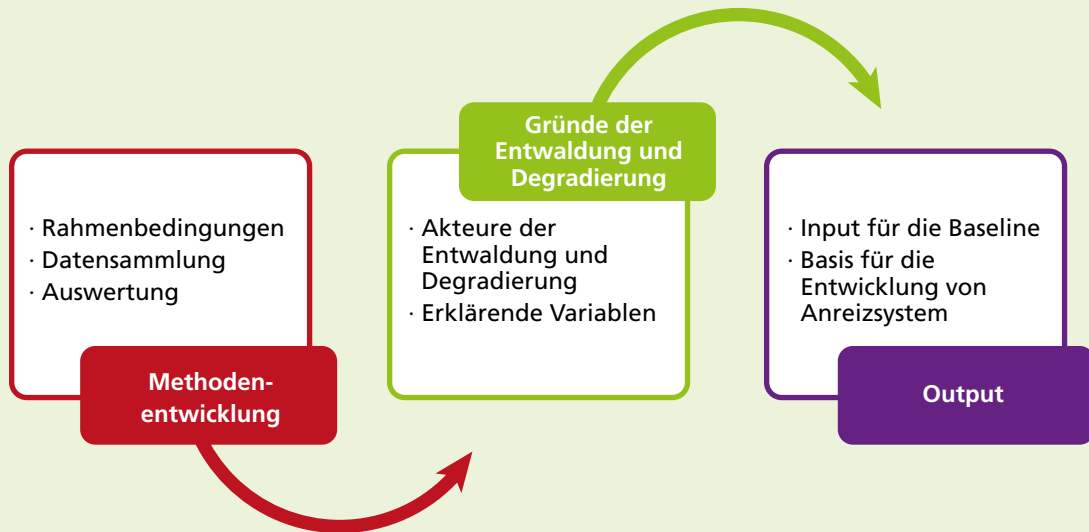 · Rahmenbedingungen
· Datensammlung
· Auswertung
Methoden-
entwicklung
Gründe der
Entwaldung und
Degradierung
· Akteure der
Entwaldung und
Degradierung
· Erklärende Variablen
· Input für die Baseline
· Basis für die
Entwicklung von
Anreizsystem
Output